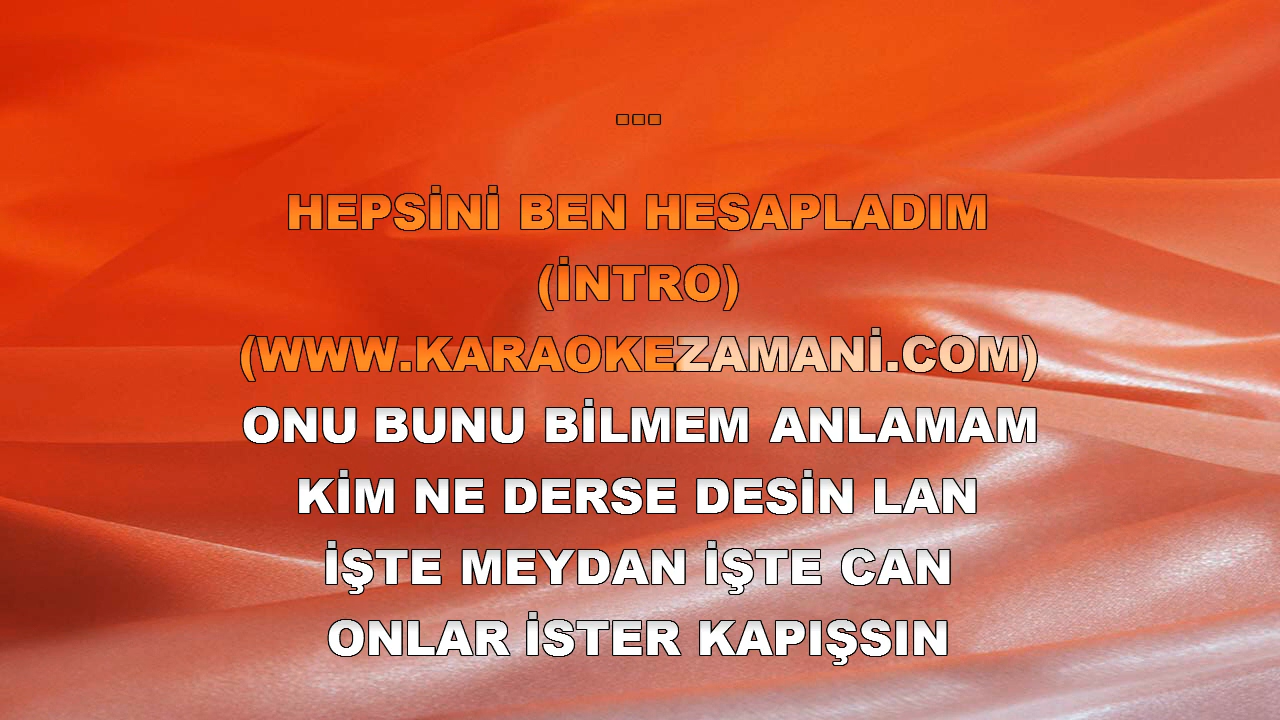 ...
HEPSİNİ BEN HESAPLADIM
(İNTRO)
(WWW.KARAOKEZAMANİ.COM)
ONU BUNU BİLMEM ANLAMAM
KİM NE DERSE DESİN LAN
İŞTE MEYDAN İŞTE CAN
ONLAR İSTER KAPIŞSIN